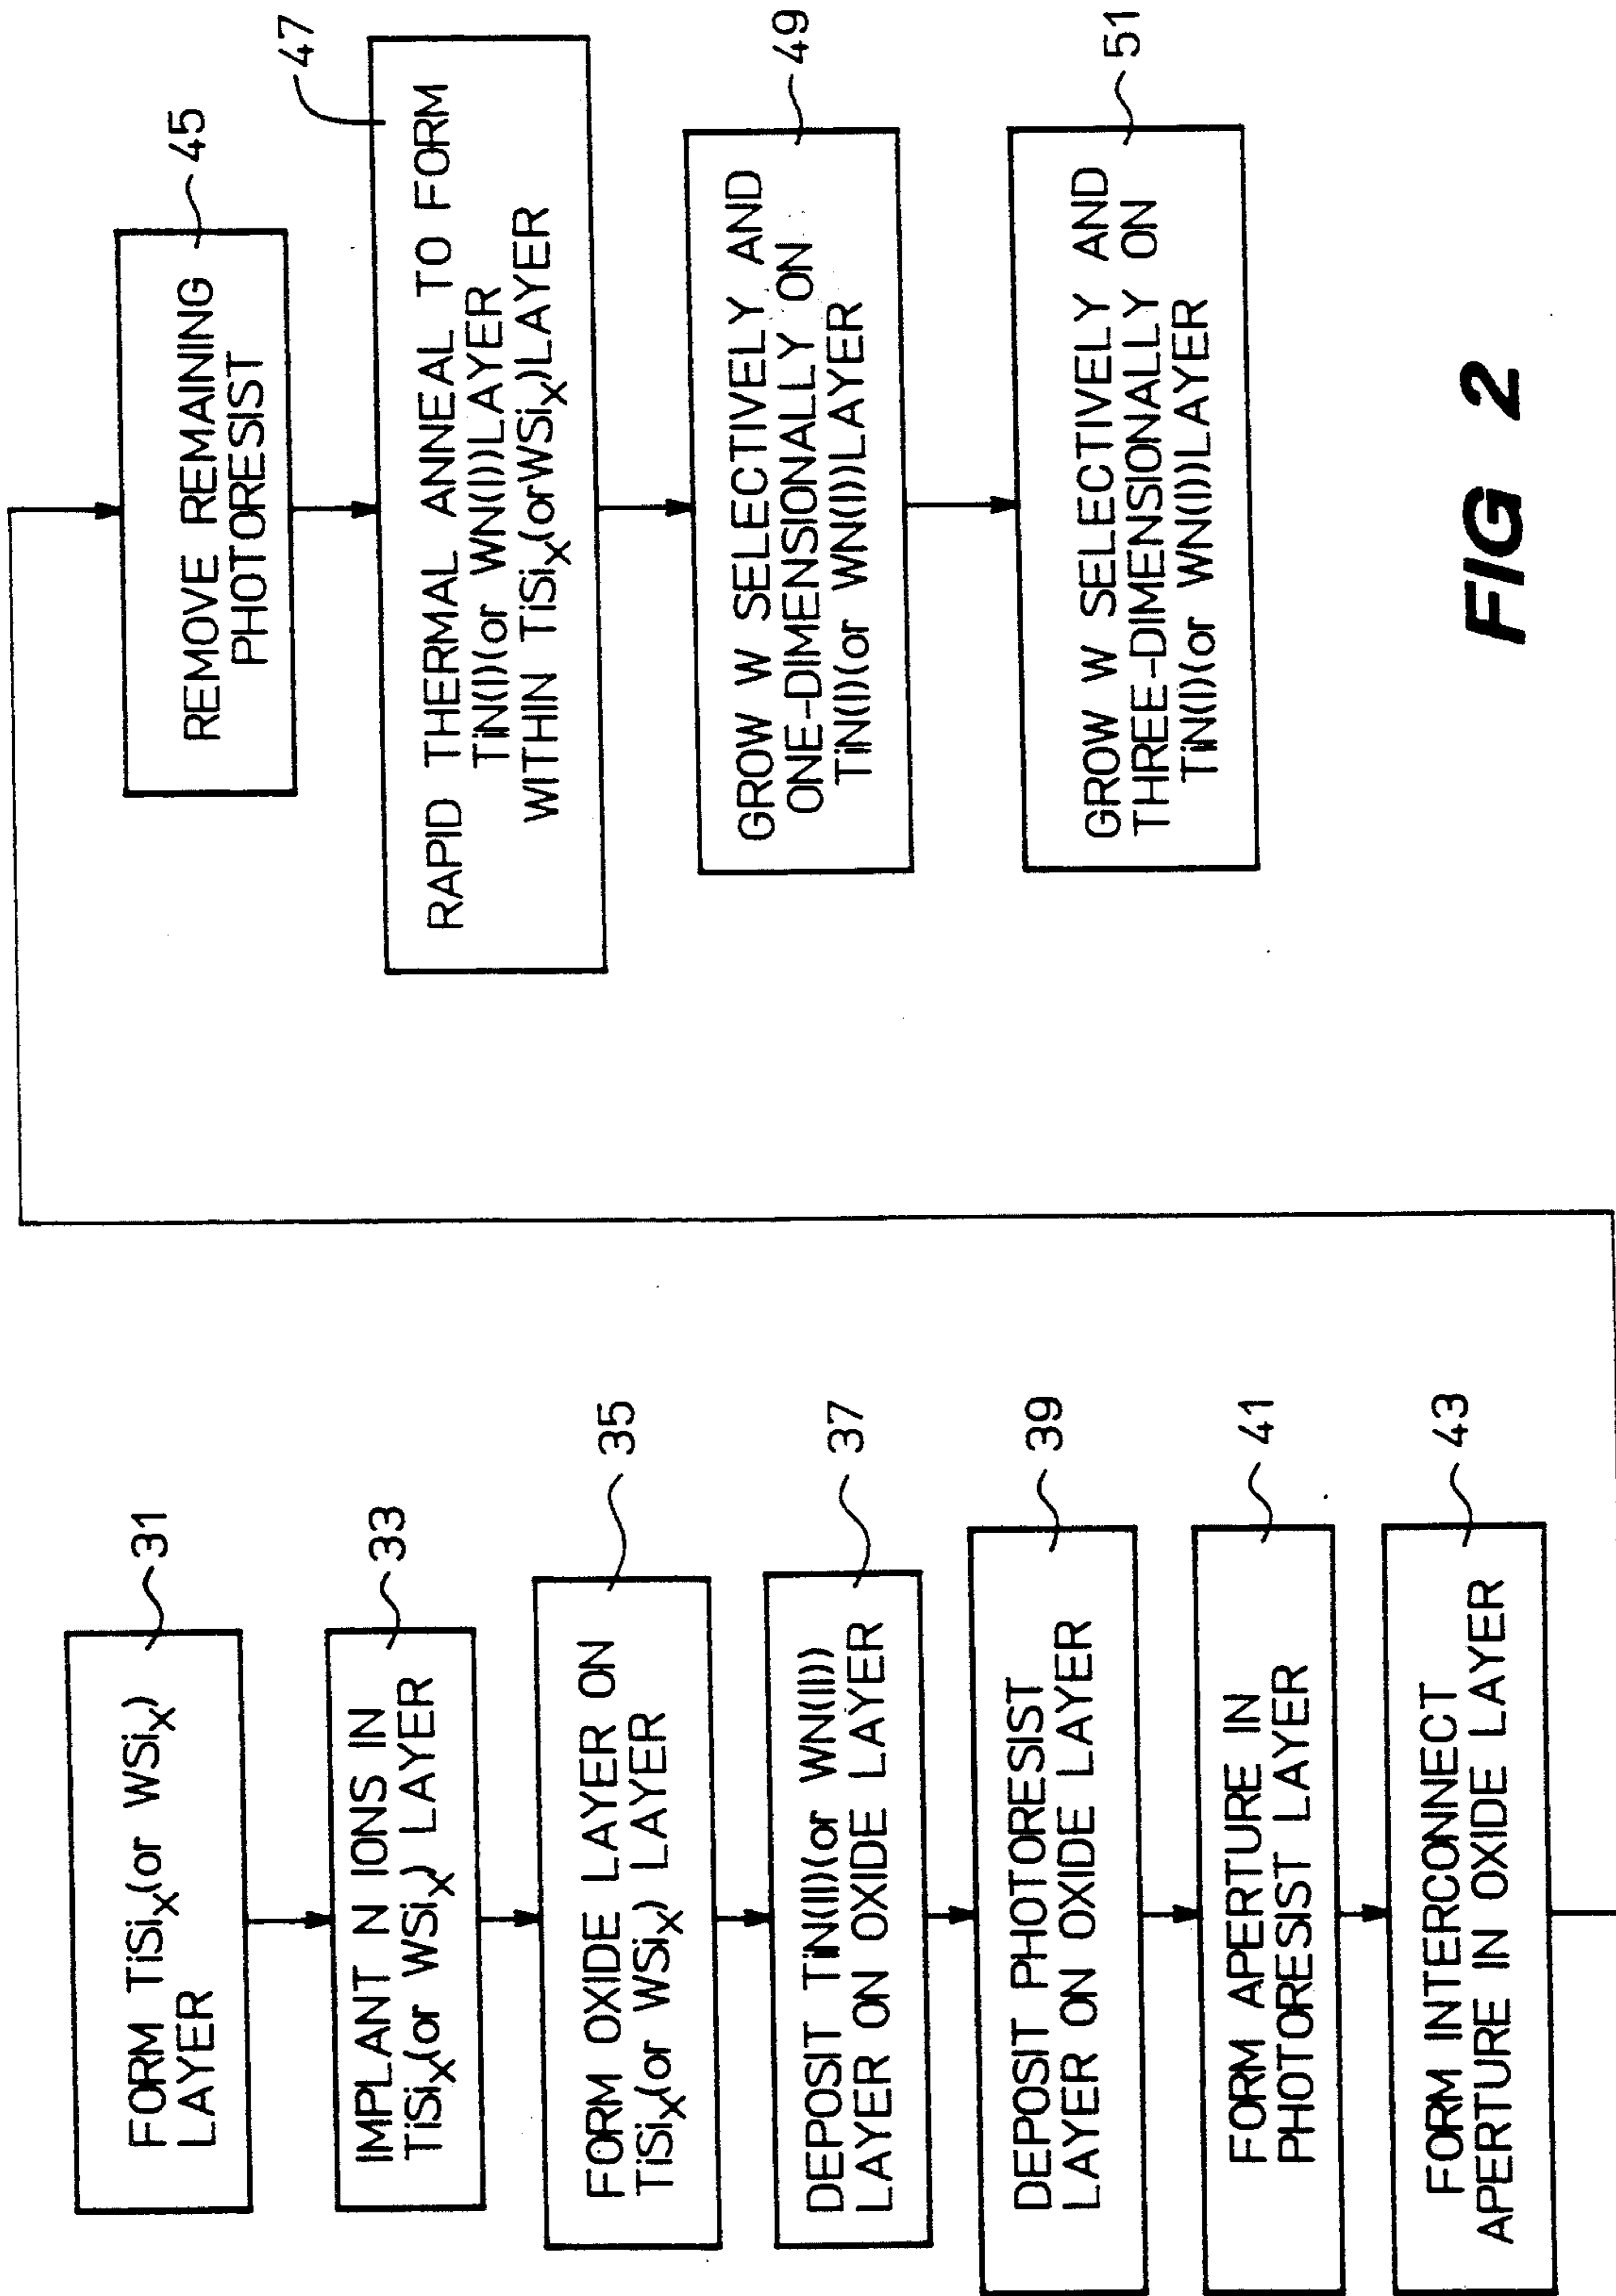 FORM TiSiX(or WSiX)
LAYER
31
IMPLANT N IONS IN
TiSiX(or WSiX) LAYER
33
FORM OXIDE LAYER ON
TiSiX(or WSiX) LAYER
35
DEPOSIT TiN(II)(or WN(II))
LAYER ON OXIDE LAYER
37
DEPOSIT PHOTORESIST
LAYER ON OXIDE LAYER
39
FORM APERTURE IN
PHOTORESIST LAYER
41
FORM INTERCONNECT
APERTURE IN OXIDE LAYER
43
REMOVE REMAINING
PHOTORESIST
45
RAPID THERMAL ANNEAL TO FORM
TiN(I)(or WN(I))LAYER
WITHIN TiSiX(orWSiX)LAYER
47
GROW W SELECTIVELY AND
ONE-DIMENSIONALLY ON
TiN(I)(or WN(I))LAYER
49
GROW W SELECTIVELY AND
THREE-DIMENSIONALLY ON
TiN(I)(or WN(I))LAYER
51
FIG 2